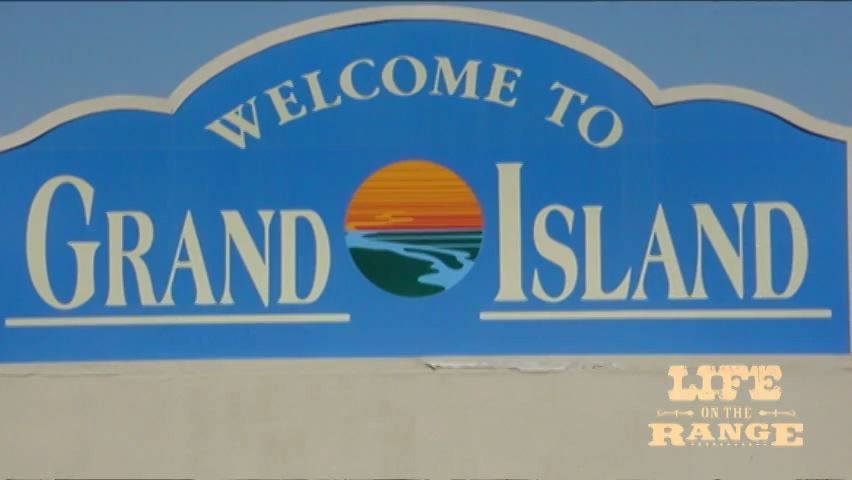 WELCOME TO
GRAND ISLAND
LIFE
ON THE
RANGE